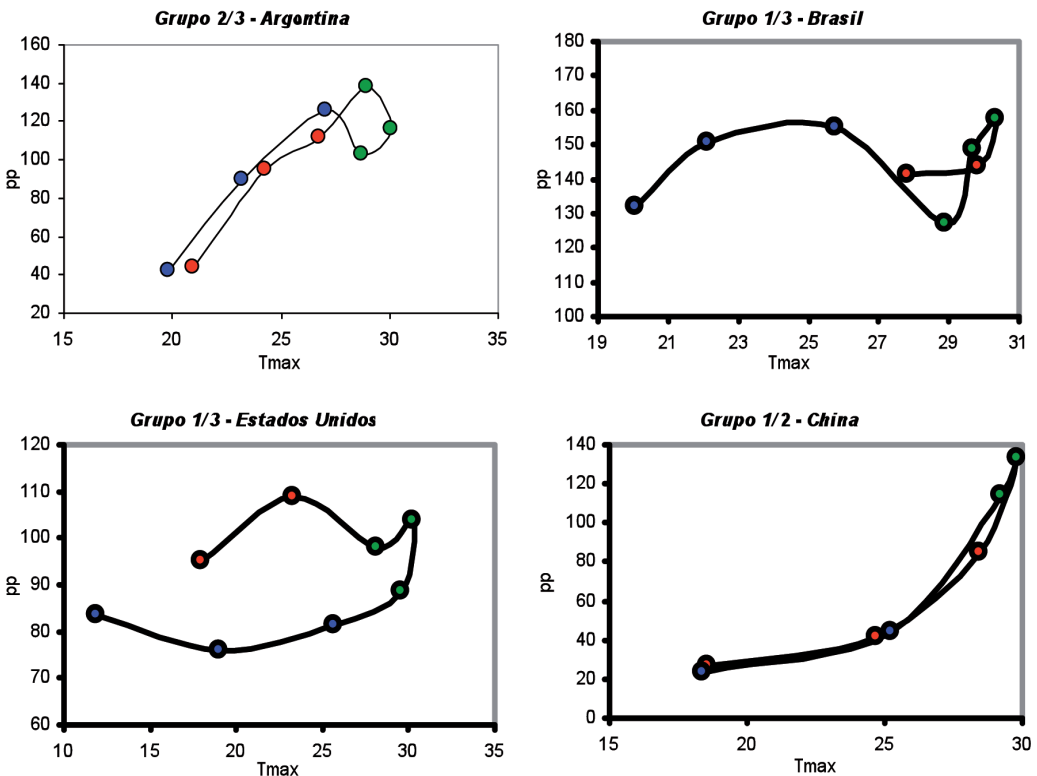 Grupo 2/3 - Argentina
160
140
120
100
80
60
40
20
pp
15 20 25 30 35
Tmax
Grupo 1/3 - Brasil
180
170
160
150
140
130
120
110
100
pp
19 21 23 25 27 29 31
Tmax
Grupo 1/3 - Estados Unidos
120
110
100
90
80
70
60
pp
10 15 20 25 30 35
Tmax
Grupo 1/2 - China
140
120
100
80
60
40
20
0
pp
15 20 25 30
Tmax